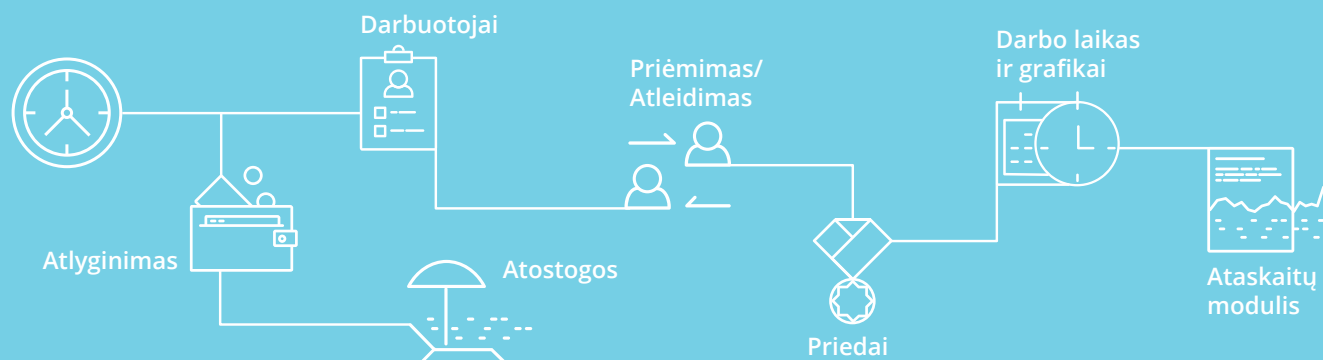 Darbuotojai
Priėmimas/
Atleidimas
Darbo laikas
ir grafikai
Atlyginimas
Atostogos
Ataskaitų
modulis
Priedai